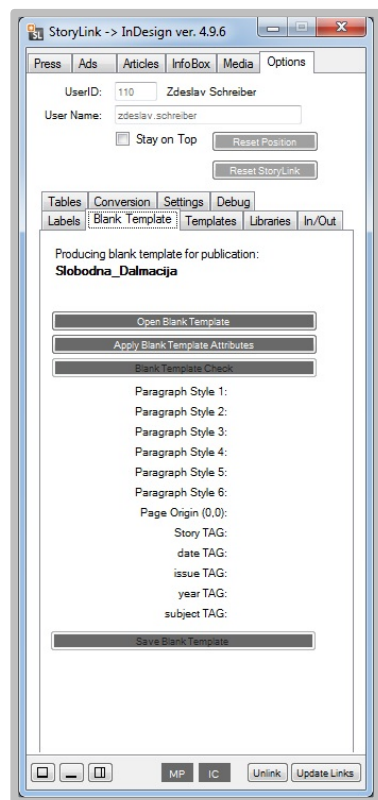 StoryLink -> InDesign ver. 4.9.6
Press Ads Articles InfoBox Media Options
UserID: 110 Zdeslav Schreiber
User Name: zdeslav.schreiber
Stay on Top Reset Position
Reset StoryLink
Tables Conversion Settings Debug
Labels Blank Template Templates Libraries In/Out
Producing blank template for publication:
Slobodna_Dalmacija
Open Blank Template
Apply Blank Template Attributes
Blank Template Check
Paragraph Style 1:
Paragraph Style 2:
Paragraph Style 3:
Paragraph Style 4:
Paragraph Style 5:
Paragraph Style 6:
Page Origin (0,0):
Story TAG:
date TAG:
issue TAG:
year TAG:
subject TAG:
Save Blank Template
MP IC Unlink Update Links